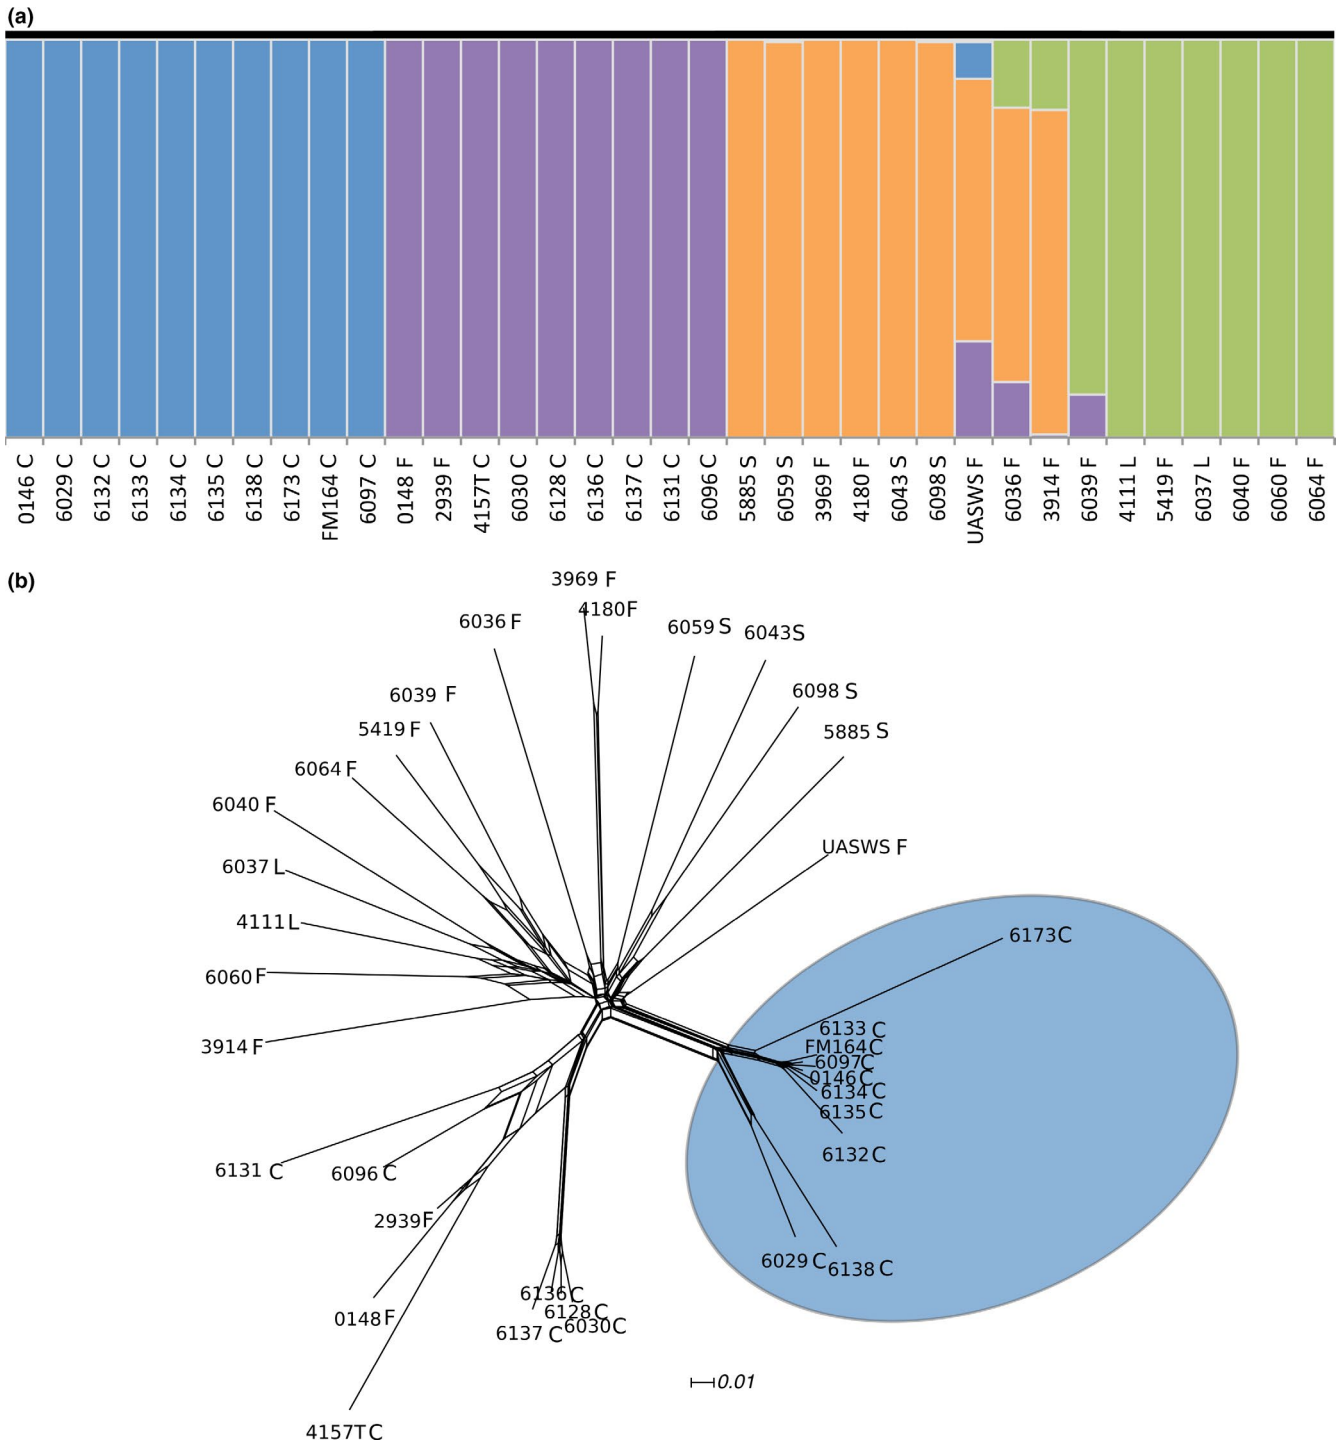 (a)
0146 C
6029 C
6132 C
6133 C
6134 C
6135 C
6138 C
6173 C
FM164 C
6097 C
0148 F
2939 F
4157T C
6030 C
6128 C
6136 C
6137 C
6131 C
6096 C
5885 S
6059 S
3969 F
4180 F
6043 S
6098 S
UASWS F
6036 F
3914 F
6039 F
4111 L
5419 F
6037 L
6040 F
6060 F
6064 F
(b)
3969 F
4180F
6036 F
6059 S
6043S
6039 F
6098 S
5419 F
5885 S
6064 F
6040 F
UASWS F
6037 L
4111L
6173C
6060F
6133 C
3914 F
FM164C
6097C
0146C
6134C
6135C
6132C
6131 C
6096 C
2939F
6029 C
6138 C
6136C
6128C
0148F
6030C
6137 C
0.01
4157T C